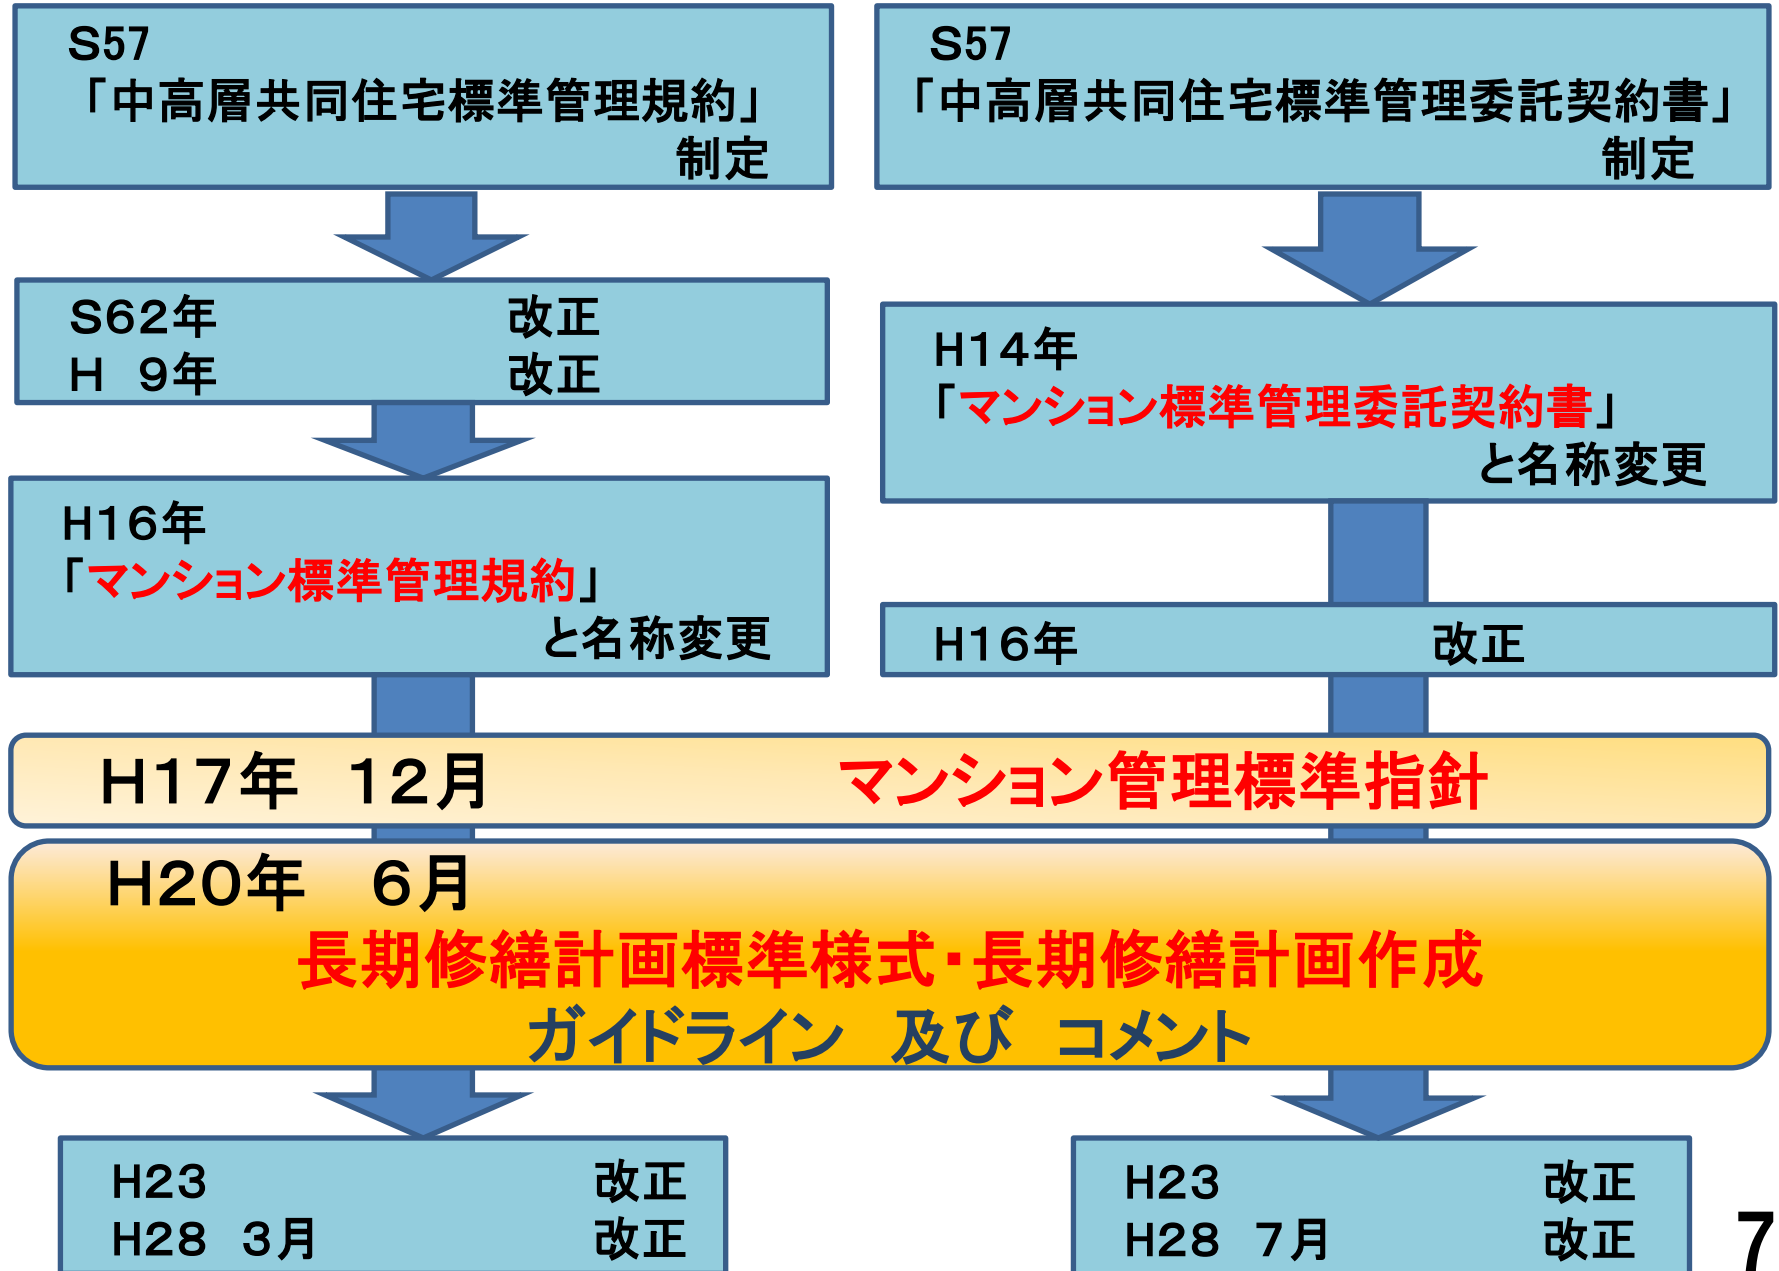 S57
「中高層共同住宅標準管理規約」
制定
S57
「中高層共同住宅標準管理委託契約書」
制定
S62年 改正
H 9年 改正
H14年
「マンション標準管理委託契約書」
と名称変更
H16年
「マンション標準管理規約」
と名称変更
H16年 改正
H17年 12月 マンション管理標準指針
H20年 6月
長期修繕計画標準様式・長期修繕計画作成
ガイドライン 及び コメント
H23 改正
H28 3月 改正
H23 改正
H28 7月 改正
7